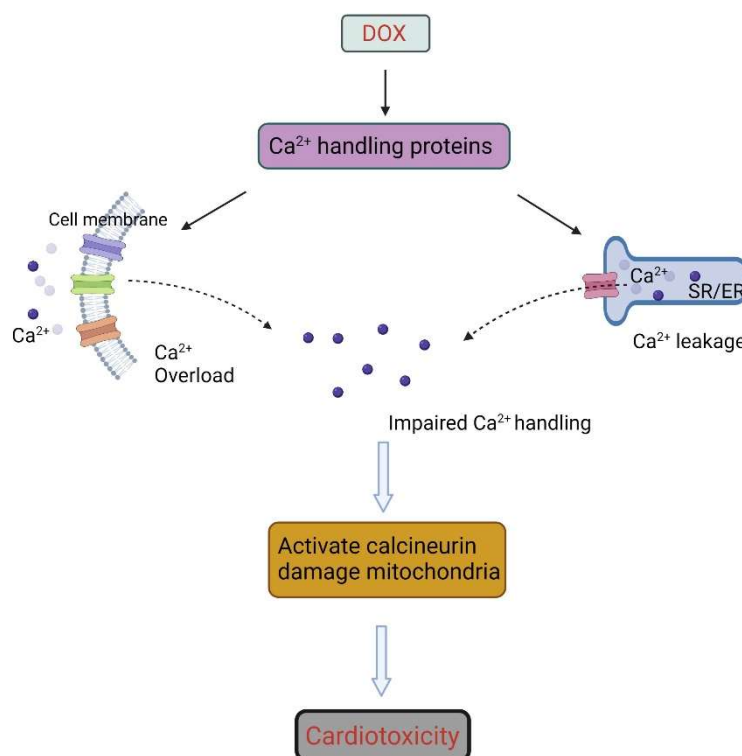 DOX
Ca²⁺ handling proteins
Cell membrane
Ca²⁺
Ca²⁺
Overload
Ca²⁺
SR/ER
Ca²⁺ leakage
Impaired Ca²⁺ handling
Activate calcineurin
damage mitochondria
Cardiotoxicity